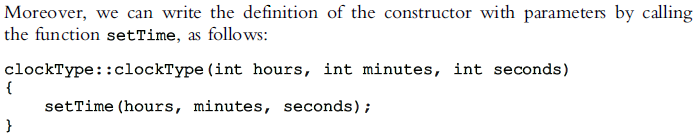 Moreover, we can write the definition of the constructor with parameters by calling
the function setTime, as follows:
clockType::clockType(int hours, int minutes, int seconds)
{
    setTime(hours, minutes, seconds);
}